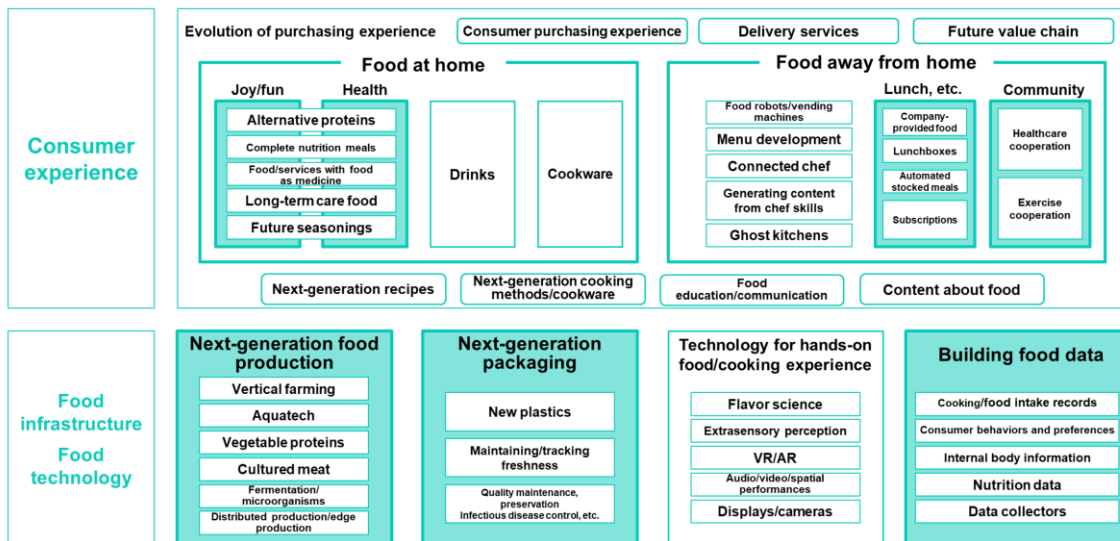 Consumer
experience
Evolution of purchasing experience
Consumer purchasing experience
Delivery services
Future value chain
Food at home
Joy/fun
Health
Alternative proteins
Complete nutrition meals
Food/services with food
as medicine
Long-term care food
Future seasonings
Drinks
Cookware
Food away from home
Food robots/vending
machines
Menu development
Connected chef
Generating content
from chef skills
Ghost kitchens
Lunch, etc.
Company-
provided food
Lunchboxes
Automated
stocked meals
Subscriptions
Community
Healthcare
cooperation
Exercise
cooperation
Next-generation recipes
Next-generation cooking
methods/cookware
Food
education/communication
Content about food
Food
infrastructure
Food
technology
Next-generation food
production
Vertical farming
Aquatech
Vegetable proteins
Cultured meat
Fermentation/
microorganisms
Distributed production/edge
production
Next-generation
packaging
New plastics
Maintaining/tracking
freshness
Quality maintenance,
preservation
Infectious disease control, etc.
Technology for hands-on
food/cooking experience
Flavor science
Extrasensory perception
VR/AR
Audio/video/spatial
performances
Displays/cameras
Building food data
Cooking/food intake records
Consumer behaviors and preferences
Internal body information
Nutrition data
Data collectors